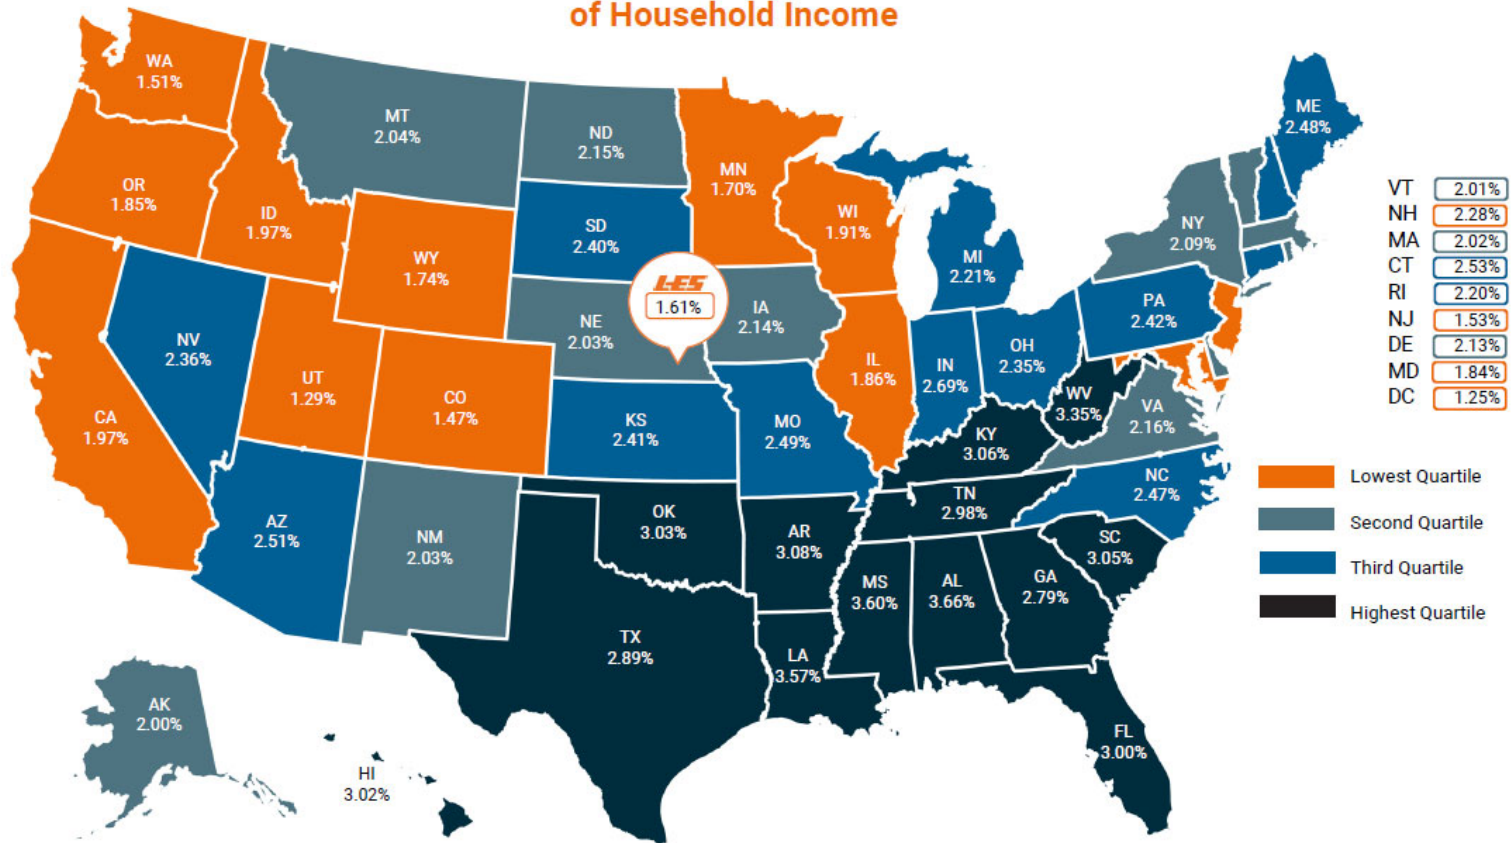 of Household Income
WA
1.51%
MT
2.04%
ND
2.15%
MN
1.70%
ME
2.48%
OR
1.85%
ID
1.97%
WY
1.74%
SD
2.40%
WI
1.91%
MI
2.21%
NY
2.09%
VT 2.01%
NH 2.28%
MA 2.02%
CT 2.53%
RI 2.20%
NJ 1.53%
DE 2.13%
MD 1.84%
DC 1.25%
LES
1.61%
NV
2.36%
NE
2.03%
IA
2.14%
PA
2.42%
UT
1.29%
CO
1.47%
IL
1.86%
IN
2.69%
OH
2.35%
CA
1.97%
KS
2.41%
MO
2.49%
WV
3.35%
VA
2.16%
KY
3.06%
AZ
2.51%
NM
2.03%
OK
3.03%
AR
3.08%
TN
2.98%
NC
2.47%
SC
3.05%
MS
3.60%
AL
3.66%
GA
2.79%
TX
2.89%
LA
3.57%
FL
3.00%
AK
2.00%
HI
3.02%
Lowest Quartile
Second Quartile
Third Quartile
Highest Quartile